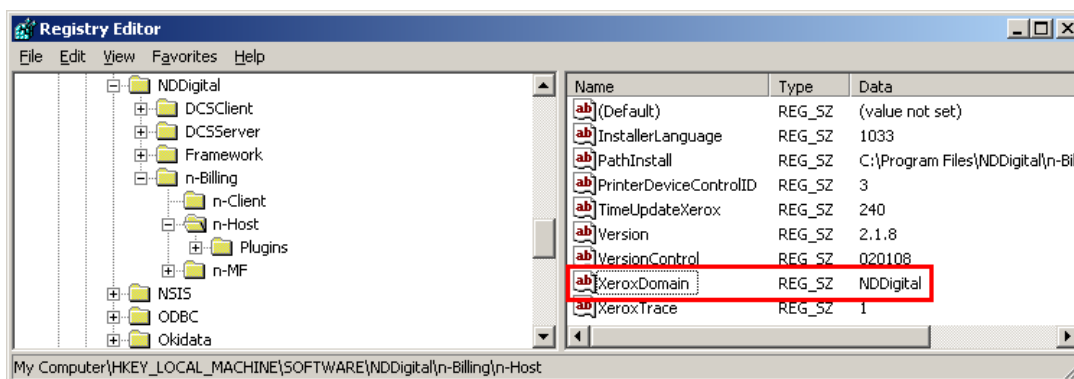 Registry Editor
File Edit View Favorites Help
NDDigital
DCSClient
DCSServer
Framework
n-Billing
n-Client
n-Host
Plugins
n-MF
NSIS
ODBC
Okidata
Name Type Data
(Default) REG_SZ (value not set)
InstallerLanguage REG_SZ 1033
PathInstall REG_SZ C:\Program Files\NDDigital\n-Bil
PrinterDeviceControlID REG_SZ 3
TimeUpdateXerox REG_SZ 240
Version REG_SZ 2.1.8
VersionControl REG_SZ 020108
XeroxDomain REG_SZ NDDigital
XeroxTrace REG_SZ 1
My Computer\HKEY_LOCAL_MACHINE\SOFTWARE\NDDigital\n-Billing\n-Host